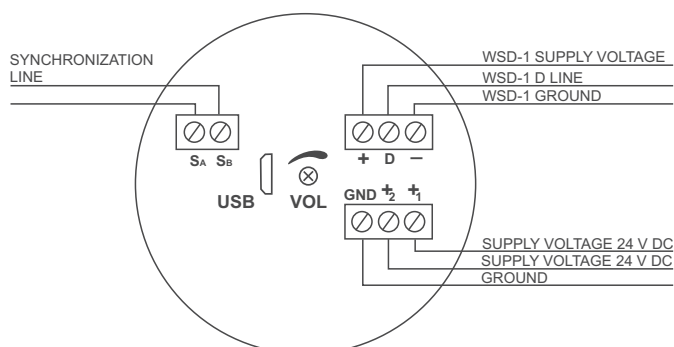 SYNCHRONIZATION
LINE
WSD-1 SUPPLY VOLTAGE
WSD-1 D LINE
WSD-1 GROUND
SA SB
+ D −
USB
VOL
GND +2 +1
SUPPLY VOLTAGE 24 V DC
SUPPLY VOLTAGE 24 V DC
GROUND